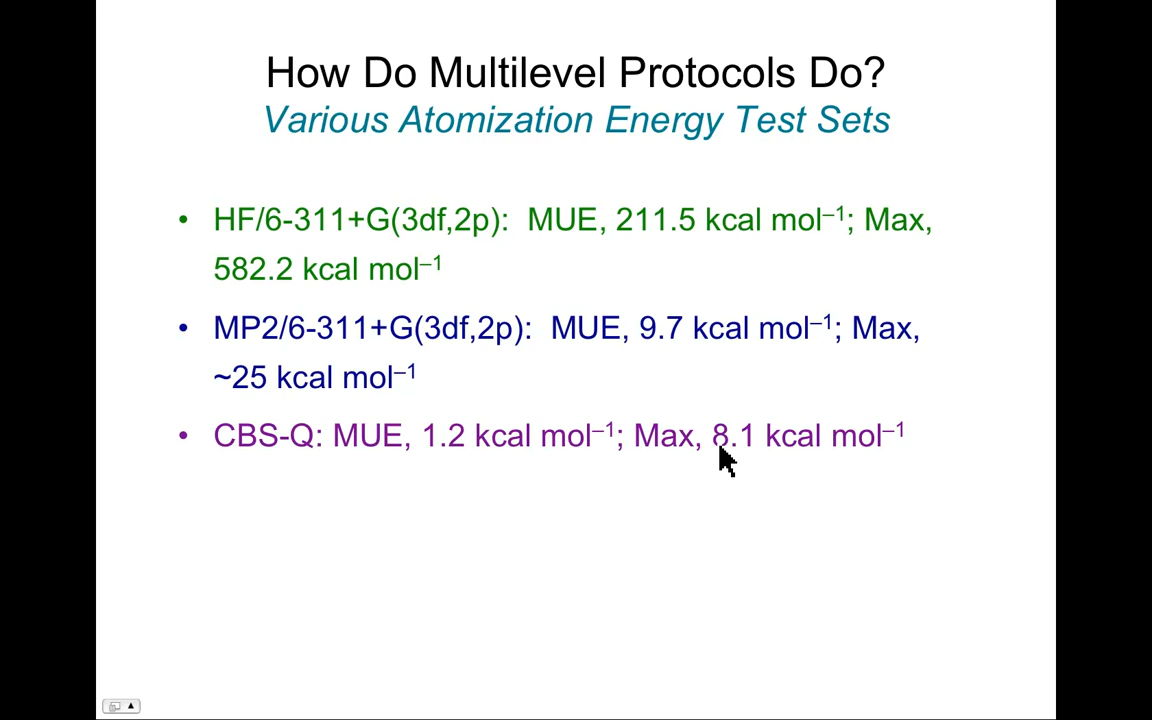 How Do Multilevel Protocols Do?
Various Atomization Energy Test Sets
• HF/6-311+G(3df,2p):  MUE, 211.5 kcal mol⁻¹; Max,
582.2 kcal mol⁻¹
• MP2/6-311+G(3df,2p):  MUE, 9.7 kcal mol⁻¹; Max,
~25 kcal mol⁻¹
• CBS-Q: MUE, 1.2 kcal mol⁻¹; Max, 8.1 kcal mol⁻¹